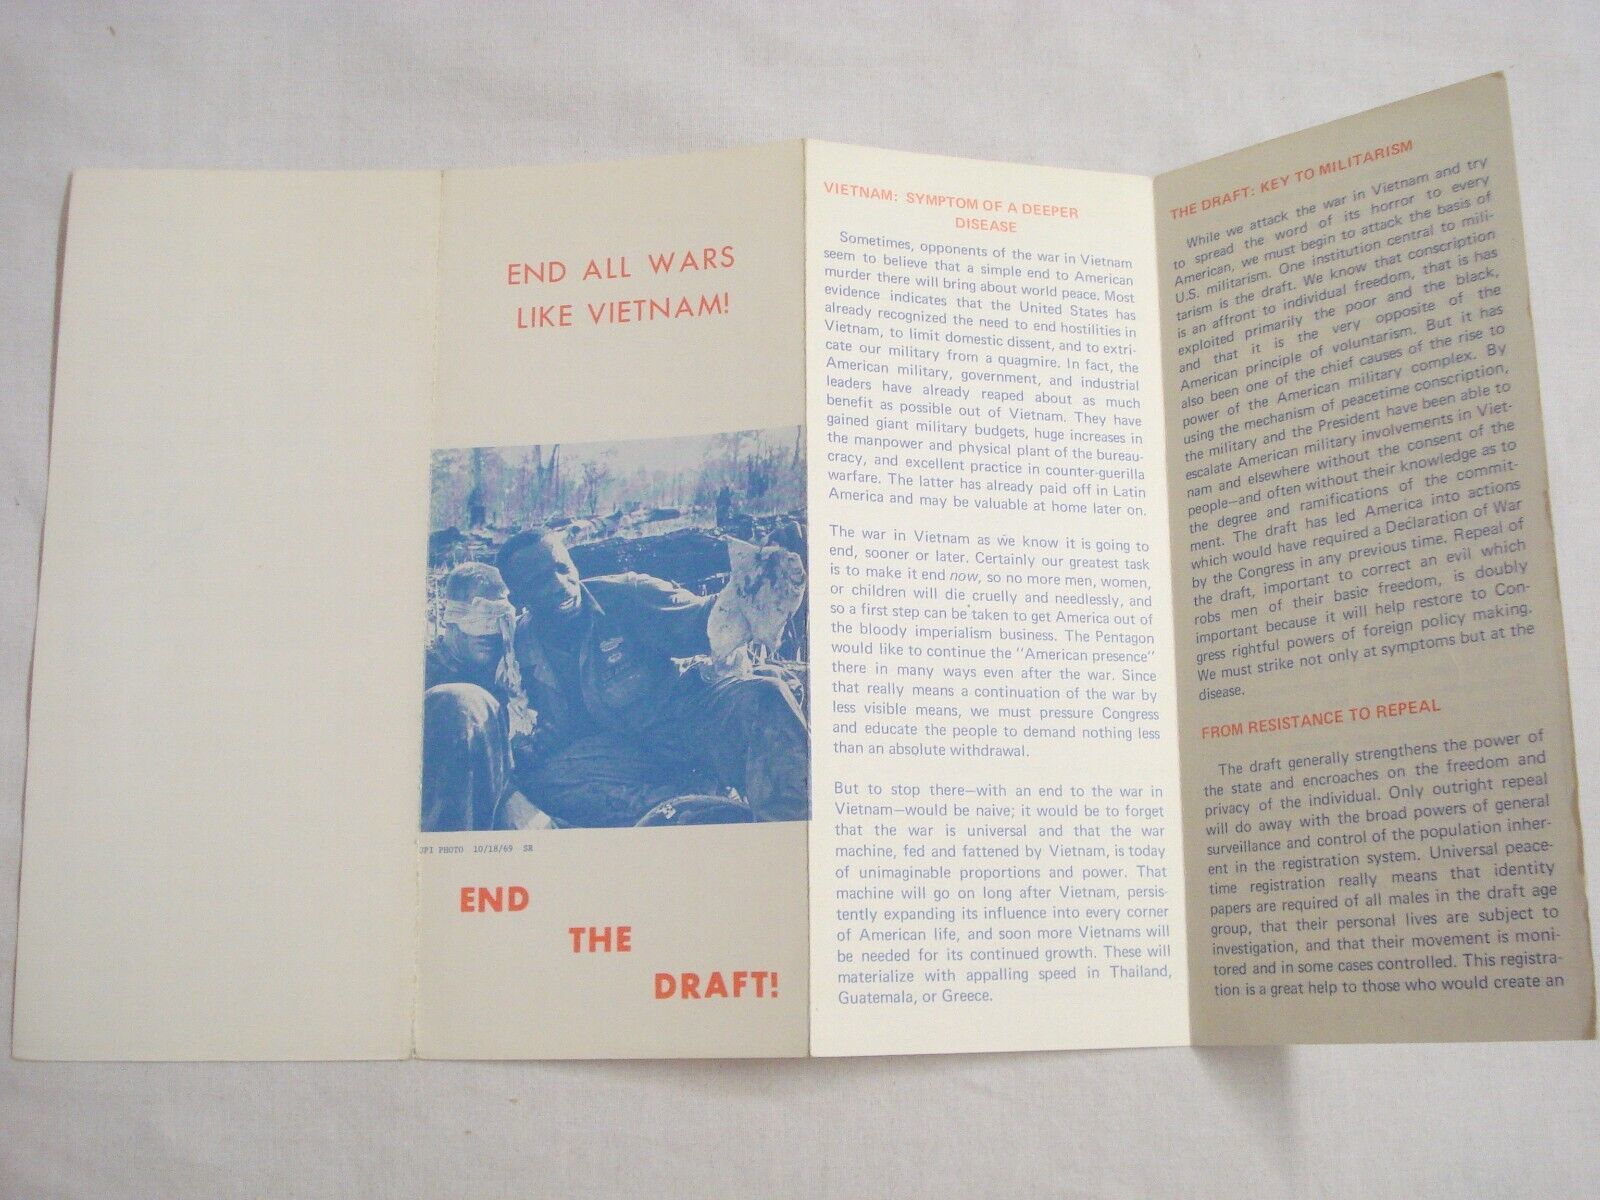 END ALL WARS
LIKE VIETNAM!
UPI PHOTO 10/18/69 SR
END
THE
DRAFT!
VIETNAM: SYMPTOM OF A DEEPER
DISEASE
Sometimes, opponents of the war in Vietnam
seem to believe that a simple end to American
murder there will bring about world peace. Most
evidence indicates that the United States has
already recognized the need to end hostilities in
Vietnam, to limit domestic dissent, and to extri-
cate our military from a quagmire. In fact, the
American military, government, and industrial
leaders have already reaped about as much
benefit as possible out of Vietnam. They have
gained giant military budgets, huge increases in
the manpower and physical plant of the bureau-
cracy, and excellent practice in counter-guerilla
warfare. The latter has already paid off in Latin
America and may be valuable at home later on.
The war in Vietnam as we know it is going to
end, sooner or later. Certainly our greatest task
is to make it end now, so no more men, women,
or children will die cruelly and needlessly, and
so a first step can be taken to get America out of
the bloody imperialism business. The Pentagon
would like to continue the "American presence"
there in many ways even after the war. Since
that really means a continuation of the war by
less visible means, we must pressure Congress
and educate the people to demand nothing less
than an absolute withdrawal.
But to stop there—with an end to the war in
Vietnam—would be naive; it would be to forget
that the war is universal and that the war
machine, fed and fattened by Vietnam, is today
of unimaginable proportions and power. That
machine will go on long after Vietnam, persis-
tently expanding its influence into every corner
of American life, and soon more Vietnams will
be needed for its continued growth. These will
materialize with appalling speed in Thailand,
Guatemala, or Greece.
THE DRAFT: KEY TO MILITARISM
While we attack the war in Vietnam and try
to spread the word of its horror to every
American, we must begin to attack the basis of
U.S. militarism. One institution central to mili-
tarism is the draft. We know that conscription
is an affront to individual freedom, that is has
exploited primarily the poor and the black,
and that it is the very opposite of the
American principle of voluntarism. But it has
also been one of the chief causes of the rise to
power of the American military complex. By
using the mechanism of peacetime conscription,
the military and the President have been able to
escalate American military involvements in Viet-
nam and elsewhere without the consent of the
people—and often without their knowledge as to
the degree and ramifications of the commit-
ment. The draft has led America into actions
which would have required a Declaration of War
by the Congress in any previous time. Repeal of
the draft, important to correct an evil which
robs men of their basic freedom, is doubly
important because it will help restore to Con-
gress rightful powers of foreign policy making.
We must strike not only at symptoms but at the
disease.
FROM RESISTANCE TO REPEAL
The draft generally strengthens the power of
the state and encroaches on the freedom and
privacy of the individual. Only outright repeal
will do away with the broad powers of general
surveillance and control of the population inher-
ent in the registration system. Universal peace-
time registration really means that identity
papers are required of all males in the draft age
group, that their personal lives are subject to
investigation, and that their movement is moni-
tored and in some cases controlled. This registra-
tion is a great help to those who would create an